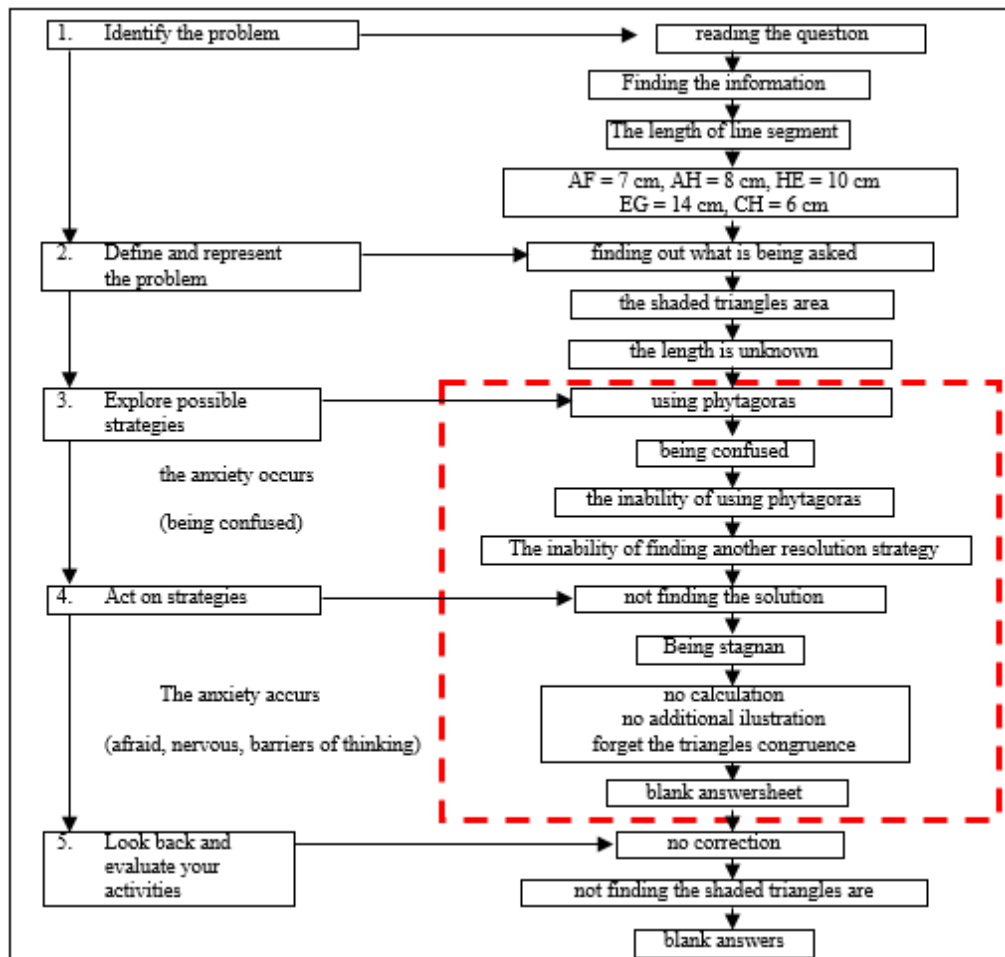 1. Identify the problem
reading the question
Finding the information
The length of line segment
AF = 7 cm, AH = 8 cm, HE = 10 cm
EG = 14 cm, CH = 6 cm
2. Define and represent
the problem
finding out what is being asked
the shaded triangles area
the length is unknown
3. Explore possible
strategies
using phytagoras
being confused
the anxiety occurs
(being confused)
the inability of using phytagoras
The inability of finding another resolution strategy
4. Act on strategies
not finding the solution
Being stagnan
The anxiety accurs
(afraid, nervous, barriers of thinking)
no calculation
no additional ilustration
forget the triangles congruence
blank answersheet
5. Look back and
evaluate your
activities
no correction
not finding the shaded triangles are
blank answers